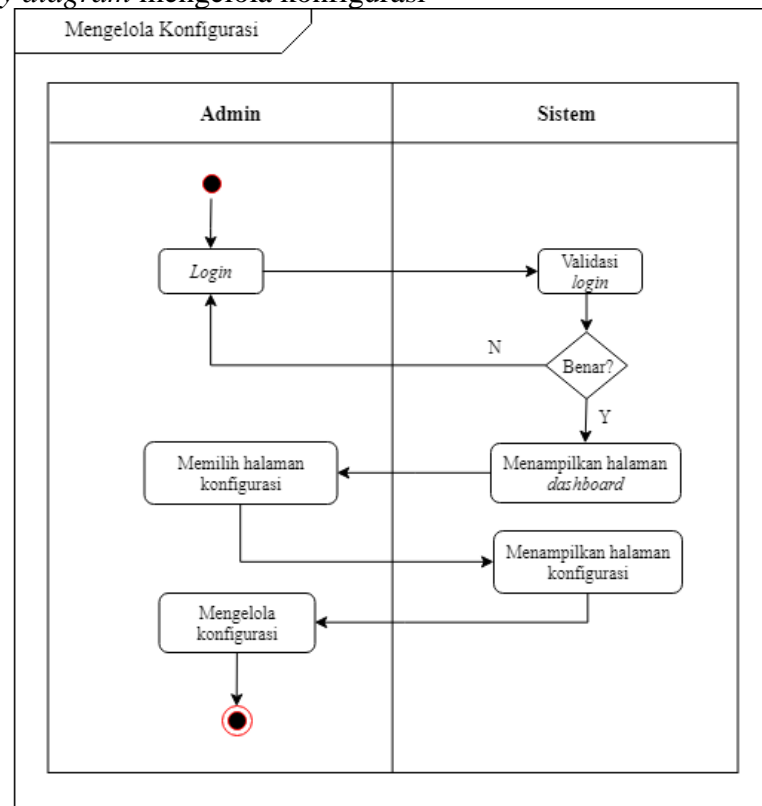 diagram mengelola konfigurasi
Mengelola Konfigurasi
Admin
Sistem
Login
Validasi
login
N
Benar?
Y
Memilih halaman
konfigurasi
Menampilkan halaman
dashboard
Menampilkan halaman
konfigurasi
Mengelola
konfigurasi